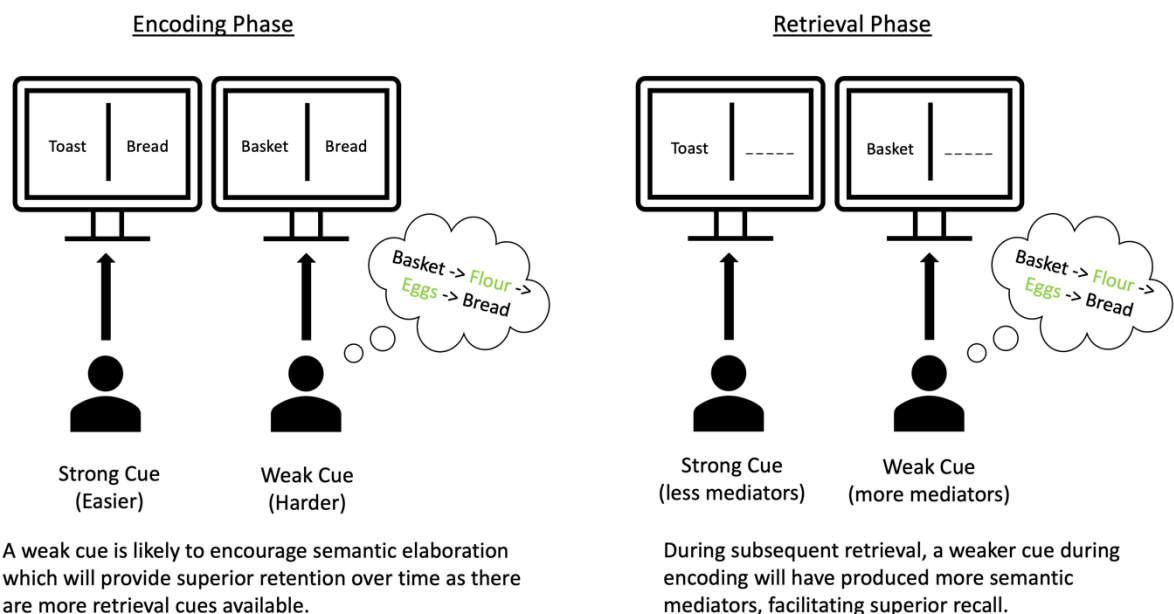 Encoding Phase
Toast
Bread
Basket
Bread
Basket -> Flour ->
Eggs -> Bread
Strong Cue
(Easier)
Weak Cue
(Harder)
A weak cue is likely to encourage semantic elaboration
which will provide superior retention over time as there
are more retrieval cues available.
Retrieval Phase
Toast
_____
Basket
_____
Basket -> Flour ->
Eggs -> Bread
Strong Cue
(less mediators)
Weak Cue
(more mediators)
During subsequent retrieval, a weaker cue during
encoding will have produced more semantic
mediators, facilitating superior recall.